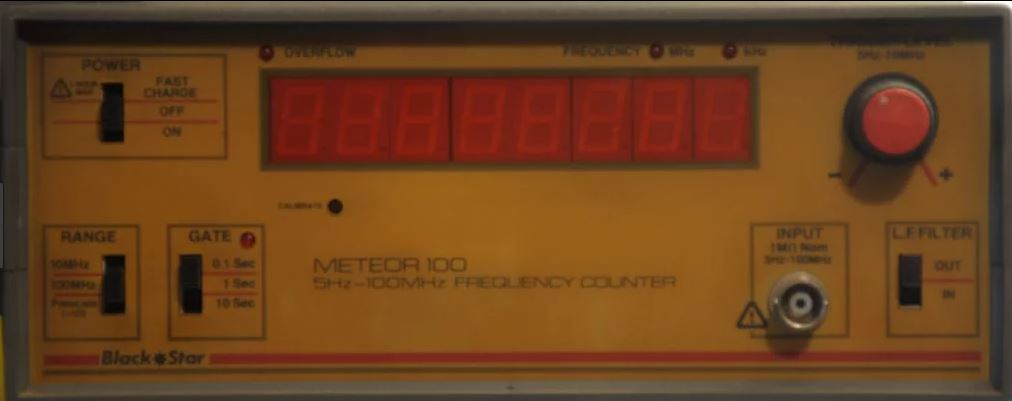 OVERFLOW
FREQUENCY MHz KHz
5Hz-10MHz
POWER
FAST
CHARGE
OFF
ON
- +
CALIBRATE
RANGE
10MHz
100MHz
GATE
0.1 Sec
1 Sec
10 Sec
METEOR 100
5Hz-100MHz FREQUENCY COUNTER
INPUT
1MΩ Nom
5Hz-100MHz
L.F.FILTER
OUT
IN
Black Star